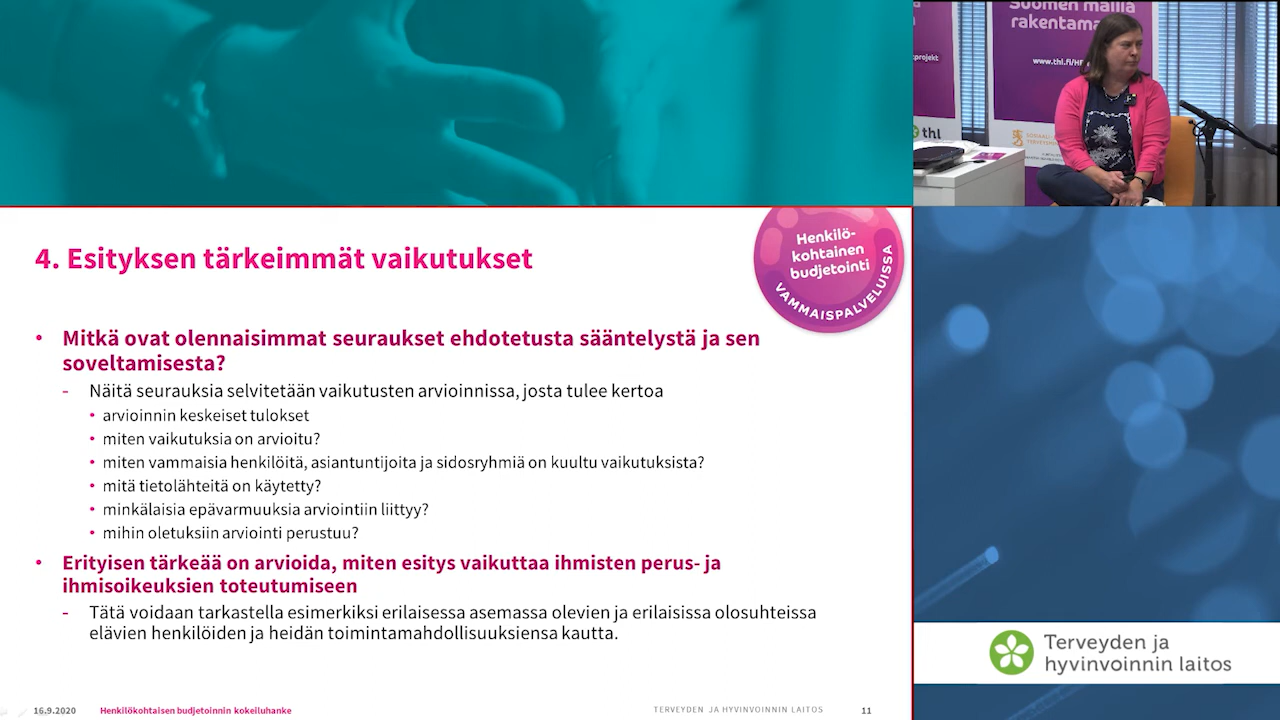 Suomen mallia
rakentama
www.thl.fi/HB
projekt
thl
SOSIAALI-
TERVEYSMIN
4. Esityksen tärkeimmät vaikutukset
Henkilö-
kohtainen
budjetointi
VAMMAISPALVELUISSA
• Mitkä ovat olennaisimmat seuraukset ehdotetusta sääntelystä ja sen
soveltamisesta?
- Näitä seurauksia selvitetään vaikutusten arvioinnissa, josta tulee kertoa
• arvioinnin keskeiset tulokset
• miten vaikutuksia on arvioitu?
• miten vammaisia henkilöitä, asiantuntijoita ja sidosryhmiä on kuultu vaikutuksista?
• mitä tietolähteitä on käytetty?
• minkälaisia epävarmuuksia arviointiin liittyy?
• mihin oletuksiin arviointi perustuu?
• Erityisen tärkeää on arvioida, miten esitys vaikuttaa ihmisten perus- ja
ihmisoikeuksien toteutumiseen
- Tätä voidaan tarkastella esimerkiksi erilaisessa asemassa olevien ja erilaisissa olosuhteissa
elävien henkilöiden ja heidän toimintamahdollisuuksiensa kautta.
Terveyden ja
hyvinvoinnin laitos
16.9.2020 Henkilökohtaisen budjetoinnin kokeiluhanke TERVEYDEN JA HYVINVOINNIN LAITOS 11